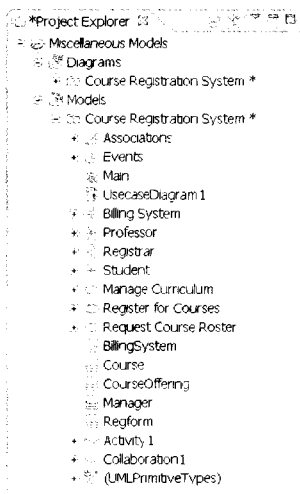 *Project Explorer
Miscellaneous Models
Diagrams
Course Registration System *
Models
Course Registration System *
Associations
Events
Main
UsecaseDiagram1
Billing System
Professor
Registrar
Student
Manage Curriculum
Register for Courses
Request Course Roster
BillingSystem
Course
CourseOffering
Manager
Regform
Activity1
Collaboration1
(UMLPrimitiveTypes)